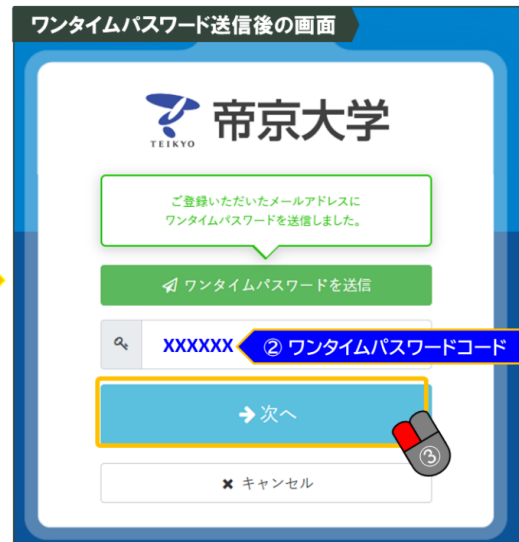 ワンタイムパスワード送信後の画面
TEIKYO
帝京大学
ご登録いただいたメールアドレスに
ワンタイムパスワードを送信しました。
ワンタイムパスワードを送信
XXXXXX
② ワンタイムパスワードコード
次へ
③
キャンセル